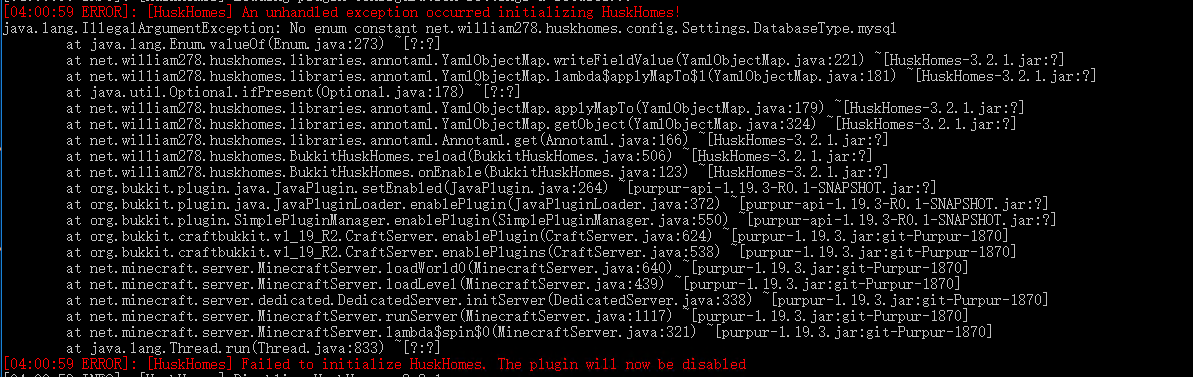 [04:00:59 ERROR]: [HuskHomes] An unhandled exception occurred initializing HuskHomes!
java.lang.IllegalArgumentException: No enum constant net.william278.huskhomes.config.Settings.DatabaseType.mysql
at java.lang.Enum.valueOf(Enum.java:273) ~[?:?]
at net.william278.huskhomes.libraries.annotaml.YamlObjectMap.writeFieldValue(YamlObjectMap.java:221) ~[HuskHomes-3.2.1.jar:?]
at net.william278.huskhomes.libraries.annotaml.YamlObjectMap.lambda$applyMapTo$1(YamlObjectMap.java:181) ~[HuskHomes-3.2.1.jar:?]
at java.util.Optional.ifPresent(Optional.java:178) ~[?:?]
at net.william278.huskhomes.libraries.annotaml.YamlObjectMap.applyMapTo(YamlObjectMap.java:179) ~[HuskHomes-3.2.1.jar:?]
at net.william278.huskhomes.libraries.annotaml.YamlObjectMap.getObject(YamlObjectMap.java:324) ~[HuskHomes-3.2.1.jar:?]
at net.william278.huskhomes.libraries.annotaml.Annotaml.get(Annotaml.java:166) ~[HuskHomes-3.2.1.jar:?]
at net.william278.huskhomes.BukkitHuskHomes.reload(BukkitHuskHomes.java:506) ~[HuskHomes-3.2.1.jar:?]
at net.william278.huskhomes.BukkitHuskHomes.onEnable(BukkitHuskHomes.java:123) ~[HuskHomes-3.2.1.jar:?]
at org.bukkit.plugin.java.JavaPlugin.setEnabled(JavaPlugin.java:264) ~[purpur-api-1.19.3-R0.1-SNAPSHOT.jar:?]
at org.bukkit.plugin.java.JavaPluginLoader.enablePlugin(JavaPluginLoader.java:372) ~[purpur-api-1.19.3-R0.1-SNAPSHOT.jar:?]
at org.bukkit.plugin.SimplePluginManager.enablePlugin(SimplePluginManager.java:550) ~[purpur-api-1.19.3-R0.1-SNAPSHOT.jar:?]
at org.bukkit.craftbukkit.v1_19_R2.CraftServer.enablePlugin(CraftServer.java:624) ~[purpur-1.19.3.jar:git-Purpur-1870]
at org.bukkit.craftbukkit.v1_19_R2.CraftServer.enablePlugins(CraftServer.java:538) ~[purpur-1.19.3.jar:git-Purpur-1870]
at net.minecraft.server.MinecraftServer.loadWorld0(MinecraftServer.java:640) ~[purpur-1.19.3.jar:git-Purpur-1870]
at net.minecraft.server.MinecraftServer.loadLevel(MinecraftServer.java:439) ~[purpur-1.19.3.jar:git-Purpur-1870]
at net.minecraft.server.dedicated.DedicatedServer.initServer(DedicatedServer.java:338) ~[purpur-1.19.3.jar:git-Purpur-1870]
at net.minecraft.server.MinecraftServer.runServer(MinecraftServer.java:1117) ~[purpur-1.19.3.jar:git-Purpur-1870]
at net.minecraft.server.MinecraftServer.lambda$spin$0(MinecraftServer.java:321) ~[purpur-1.19.3.jar:git-Purpur-1870]
at java.lang.Thread.run(Thread.java:833) ~[?:?]
[04:00:59 ERROR]: [HuskHomes] Failed to initialize HuskHomes. The plugin will now be disabled